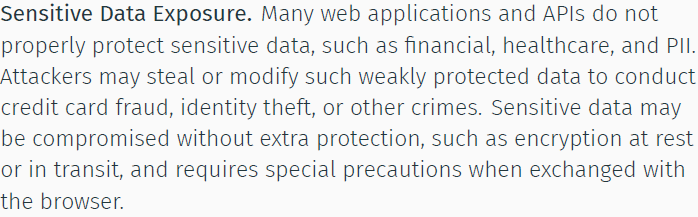 Sensitive Data Exposure. Many web applications and APIs do not
properly protect sensitive data, such as financial, healthcare, and PII.
Attackers may steal or modify such weakly protected data to conduct
credit card fraud, identity theft, or other crimes. Sensitive data may
be compromised without extra protection, such as encryption at rest
or in transit, and requires special precautions when exchanged with
the browser.